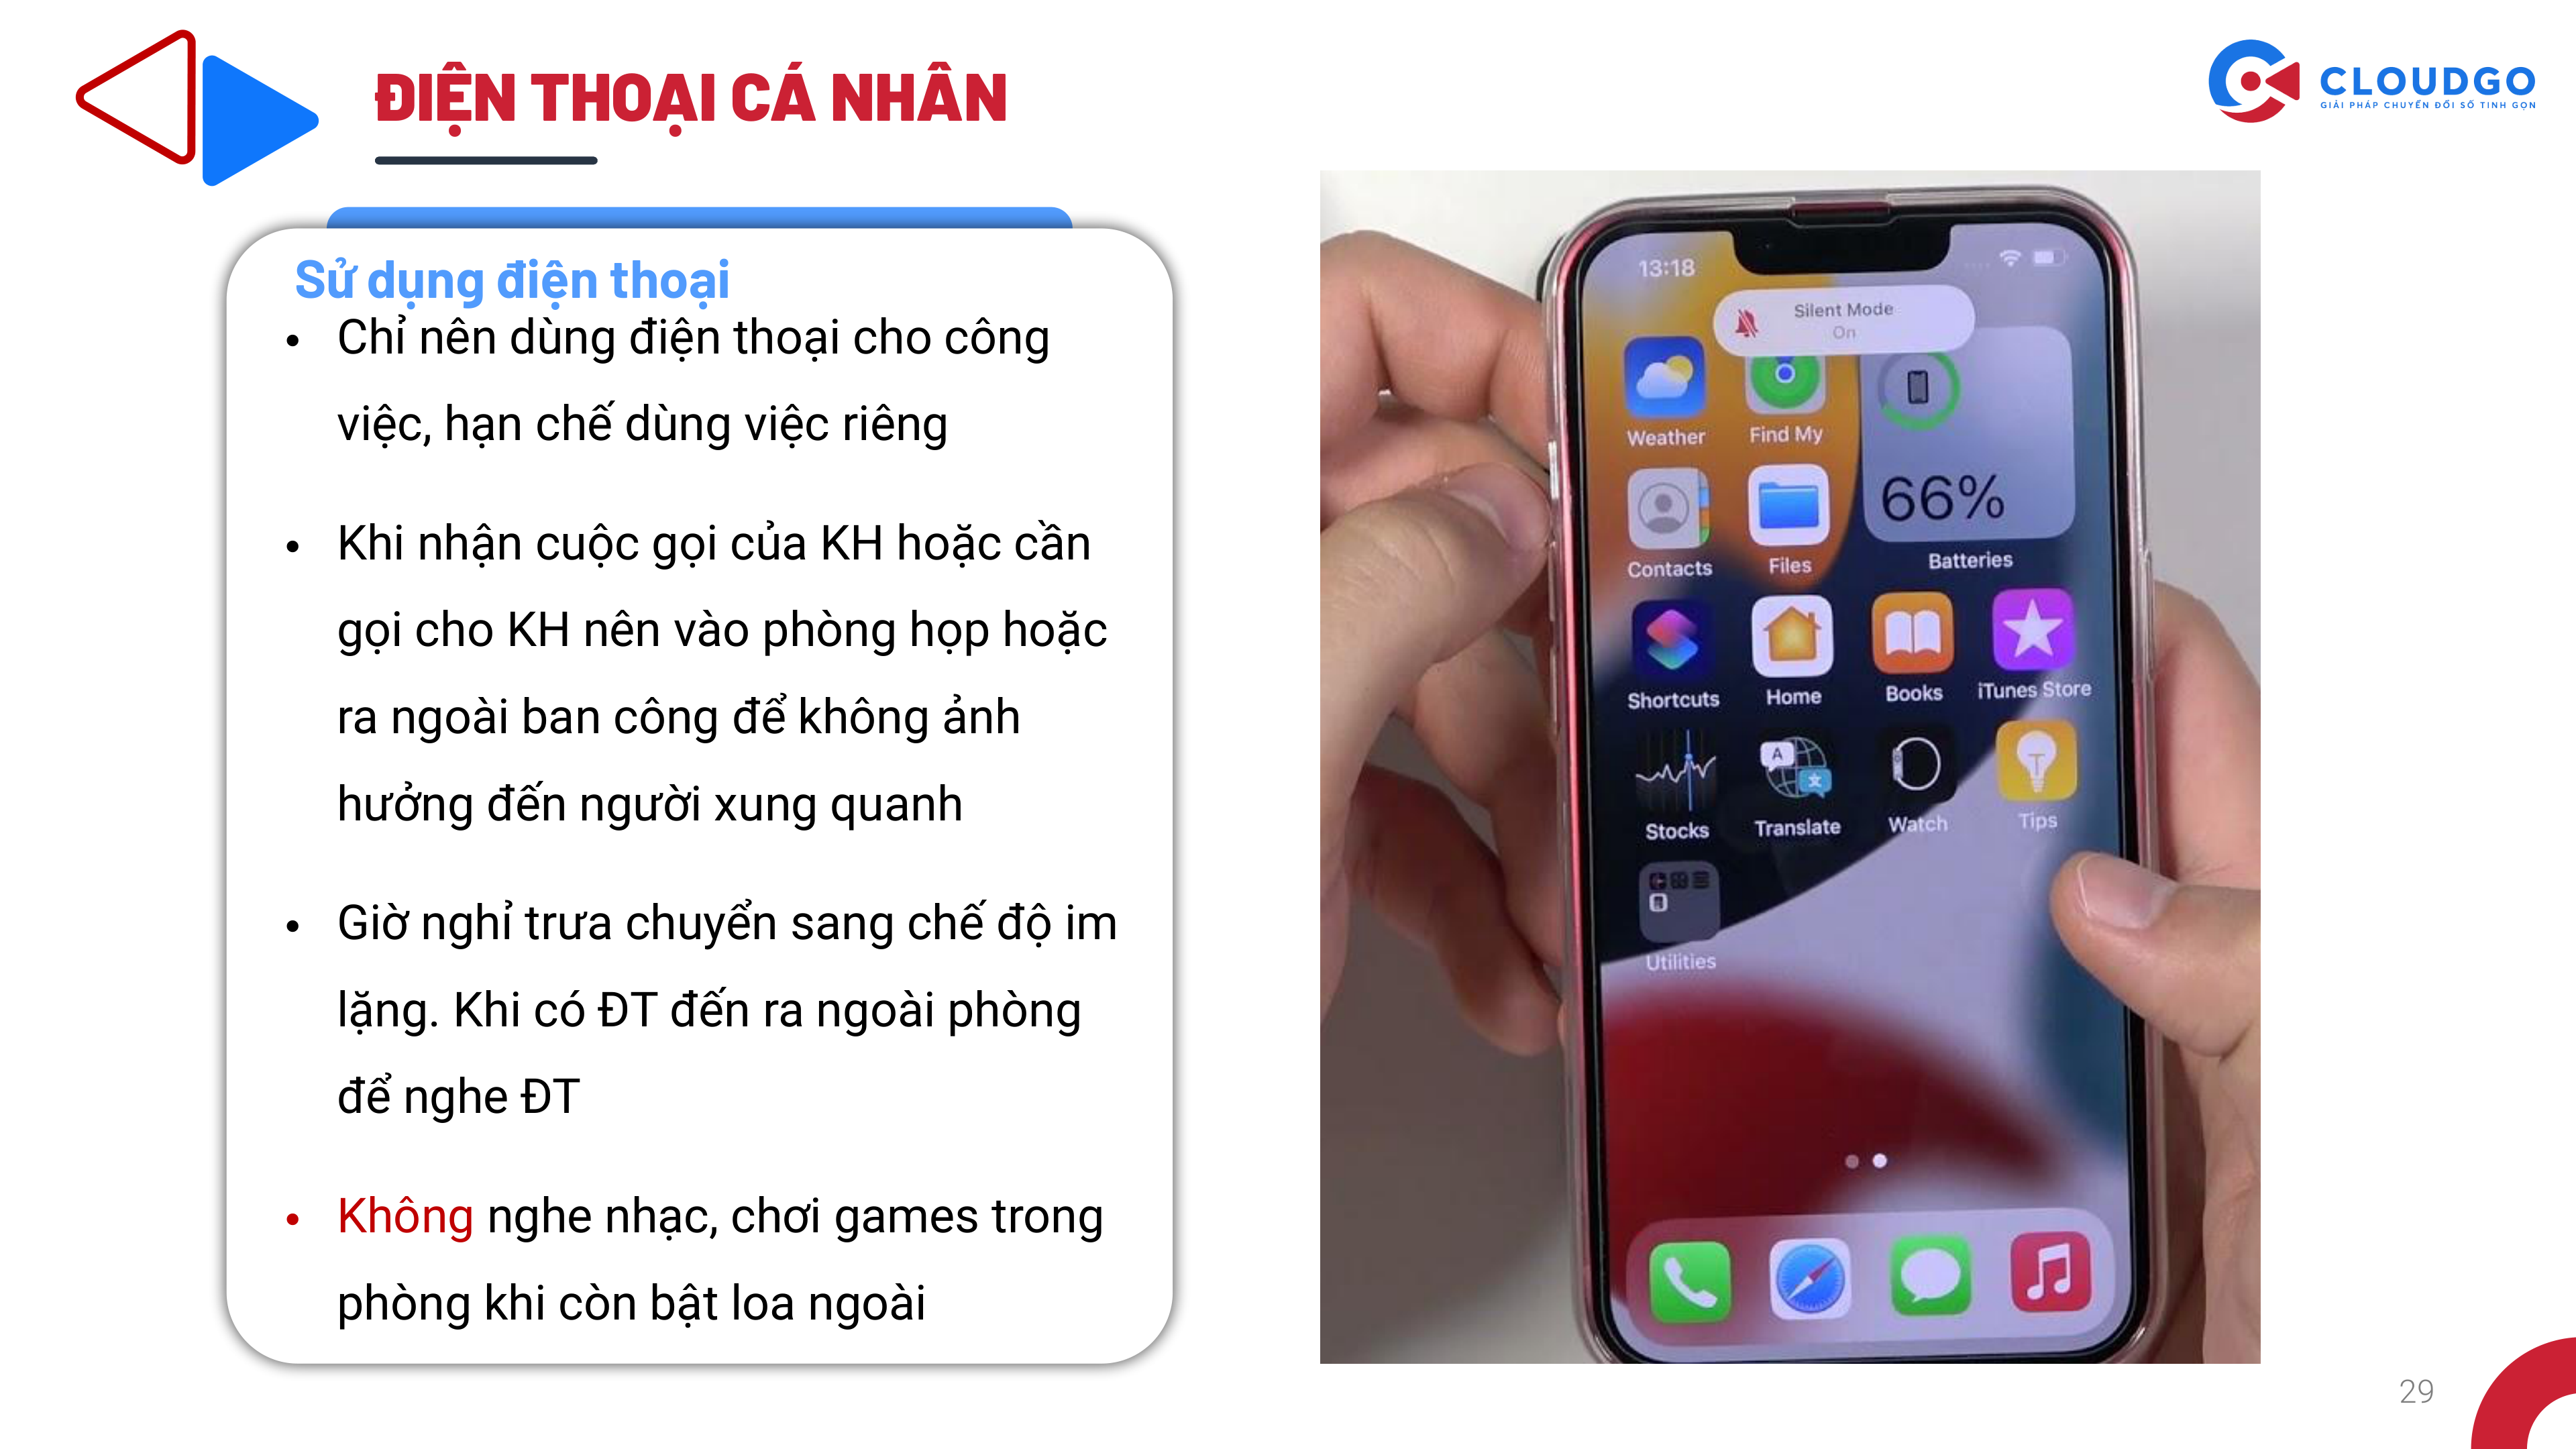 ĐIỆN THOẠI CÁ NHÂN
CLOUDGO
GIẢI PHÁP CHUYỂN ĐỔI SỐ TINH GỌN
Sử dụng điện thoại
• Chỉ nên dùng điện thoại cho công
việc, hạn chế dùng việc riêng
• Khi nhận cuộc gọi của KH hoặc cần
gọi cho KH nên vào phòng họp hoặc
ra ngoài ban công để không ảnh
hưởng đến người xung quanh
• Giờ nghỉ trưa chuyển sang chế độ im
lặng. Khi có ĐT đến ra ngoài phòng
để nghe ĐT
• Không nghe nhạc, chơi games trong
phòng khi còn bật loa ngoài
13:18
Silent Mode
On
Weather Find My
66%
Contacts Files Batteries
Shortcuts Home Books iTunes Store
A 文
Stocks Translate Watch Tips
Utilities
29